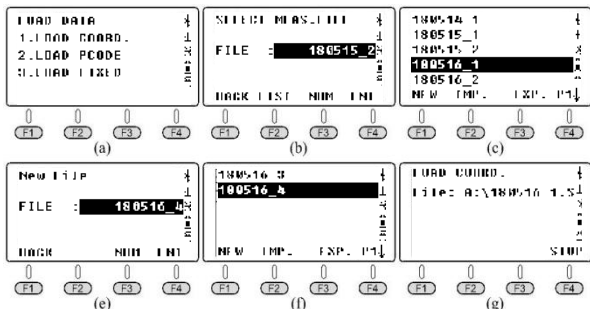 LOAD DATA
1.LOAD COORD.
2.LOAD PCODE
3.LOAD FIXED
F1 F2 F3 F4
(a)
SELECT MEAS.FILE
FILE : 180515_2
BACK LIST NUM ENT
F1 F2 F3 F4
(b)
180514_1
180515_1
180515_2
180516_1
180516_2
NEW IMP. EXP. P1↓
F1 F2 F3 F4
(c)
New File
FILE : 180516_4
BACK NUM ENT
F1 F2 F3 F4
(e)
180516_3
180516_4
NEW IMP. EXP. P1↓
F1 F2 F3 F4
(f)
LOAD COORD.
File: A:\180516_1.S
STOP
F1 F2 F3 F4
(g)